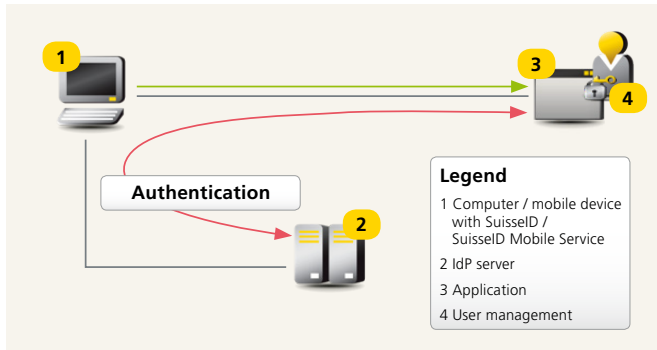 1
3
4
Authentication
2
Legend
1 Computer / mobile device
with SuisseID /
SuisseID Mobile Service
2 IdP server
3 Application
4 User management